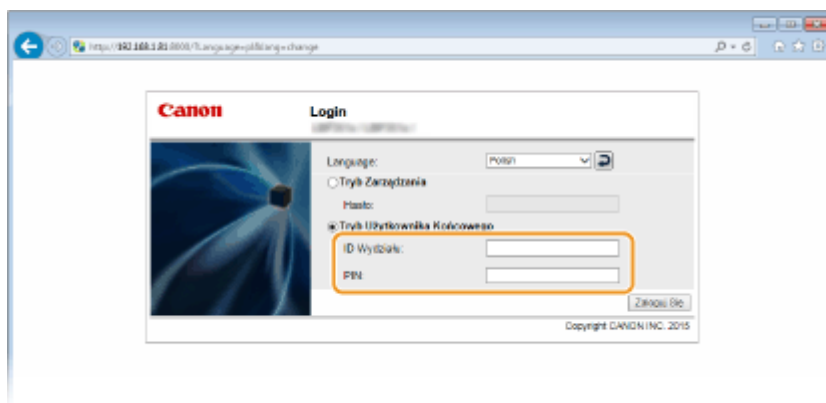 Canon
Login
Language:
Polish
Tryb Zarządzania
Hasło:
Tryb Użytkownika Końcowego
ID Wydziału:
PIN:
Zaloguj Się
Copyright CANON INC. 2015